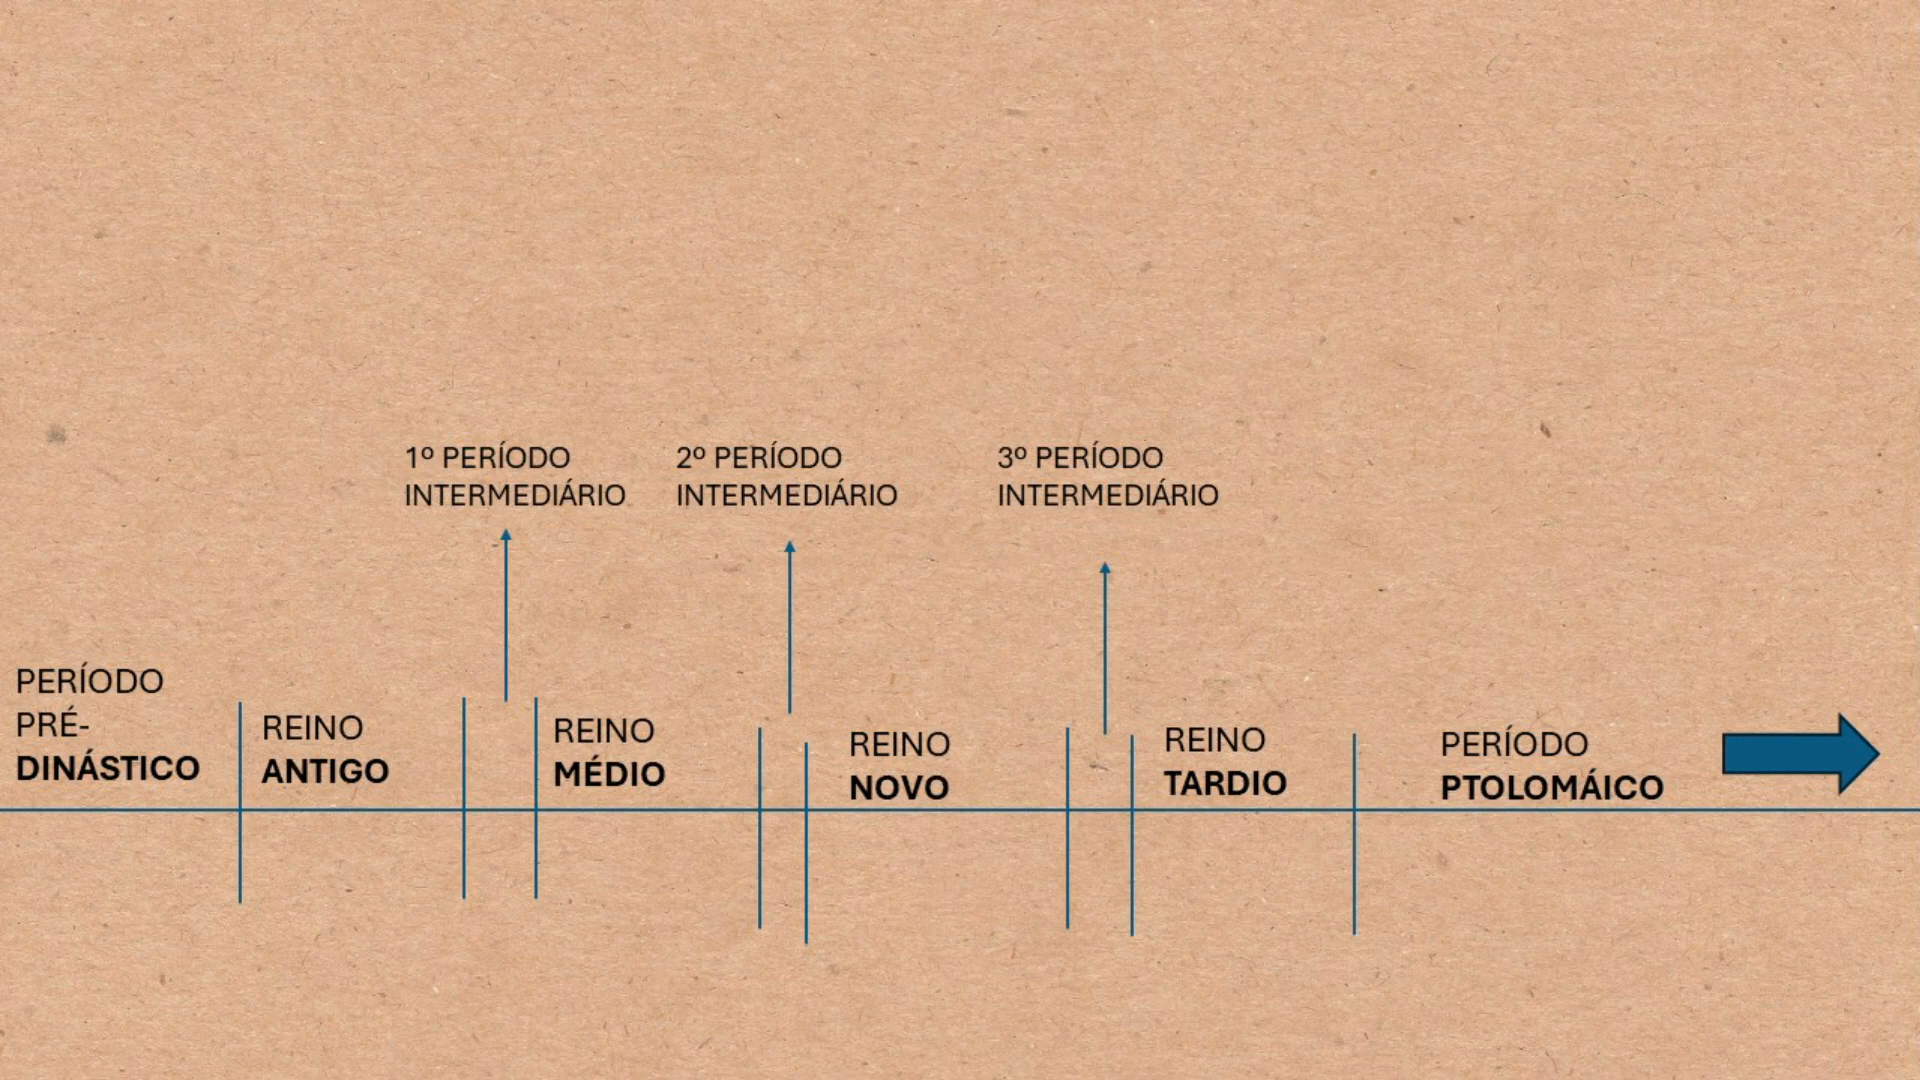 1º PERÍODO
INTERMEDIÁRIO
2º PERÍODO
INTERMEDIÁRIO
3º PERÍODO
INTERMEDIÁRIO
PERÍODO
PRÉ-
DINÁSTICO
REINO
ANTIGO
REINO
MÉDIO
REINO
NOVO
REINO
TARDIO
PERÍODO
PTOLOMÁICO